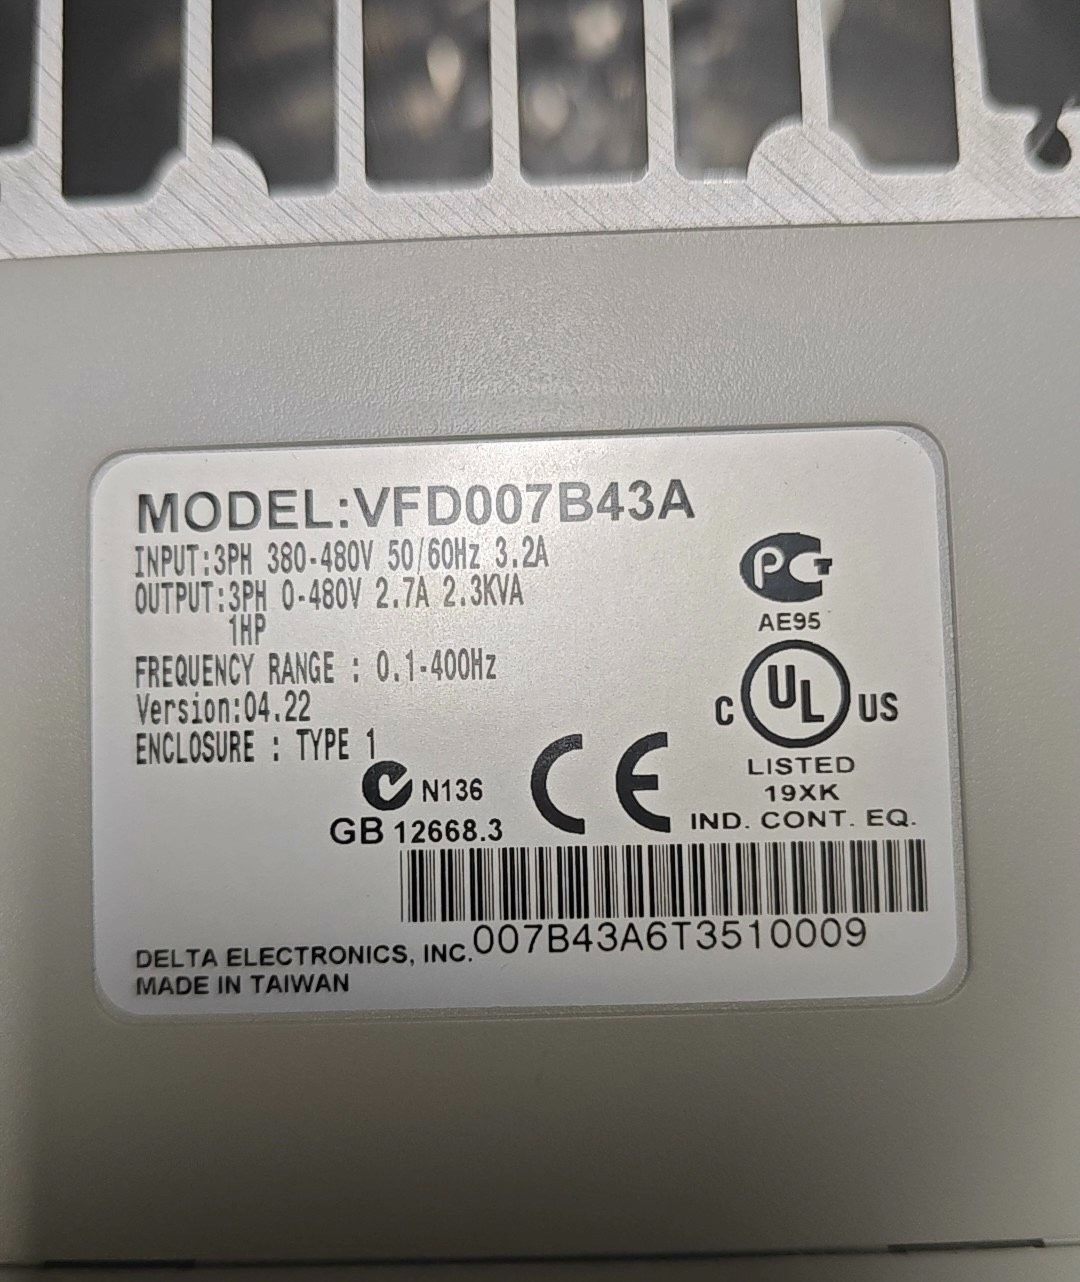 MODEL:VFD007B43A
INPUT:3PH 380-480V 50/60Hz 3.2A
OUTPUT:3PH 0-480V 2.7A 2.3KVA
1HP
FREQUENCY RANGE : 0.1-400Hz
Version:04.22
ENCLOSURE : TYPE 1
PCT
AE95
C UL US
LISTED
19XK
IND. CONT. EQ.
N136
CE
GB 12668.3
007B43A6T3510009
DELTA ELECTRONICS, INC.
MADE IN TAIWAN